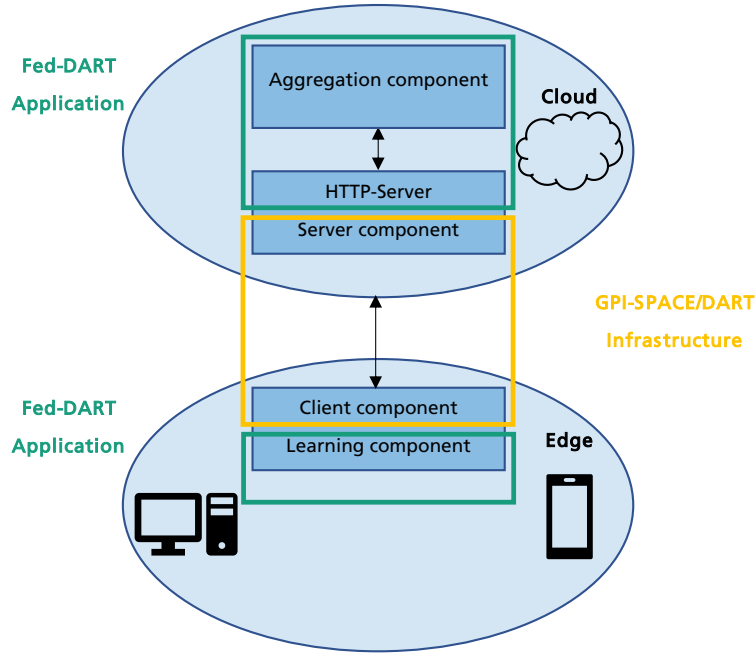 Fed-DART
Application
Aggregation component
Cloud
HTTP-Server
Server component
GPI-SPACE/DART
Infrastructure
Fed-DART
Application
Client component
Learning component
Edge